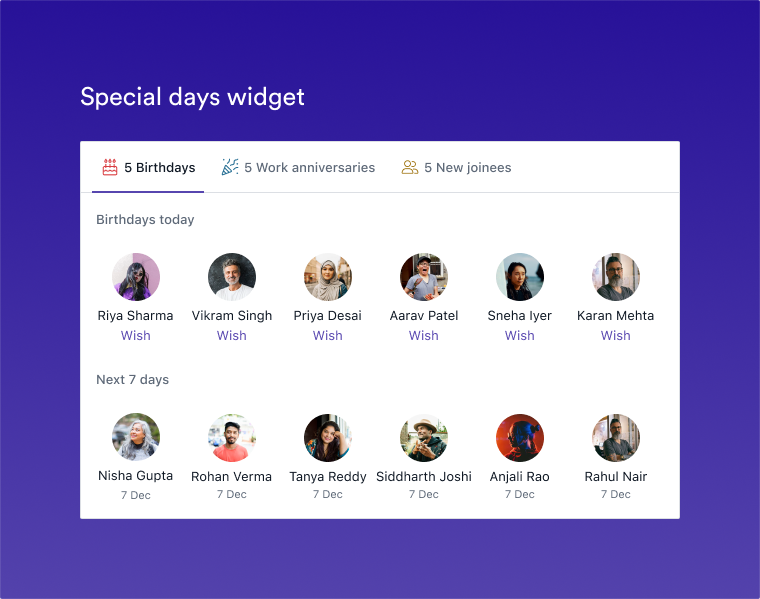 Special days widget
5 Birthdays 5 Work anniversaries 5 New joinees
Birthdays today
Riya Sharma Vikram Singh Priya Desai Aarav Patel Sneha Iyer Karan Mehta
Wish Wish Wish Wish Wish Wish
Next 7 days
Nisha Gupta Rohan Verma Tanya Reddy Siddharth Joshi Anjali Rao Rahul Nair
7 Dec 7 Dec 7 Dec 7 Dec 7 Dec 7 Dec